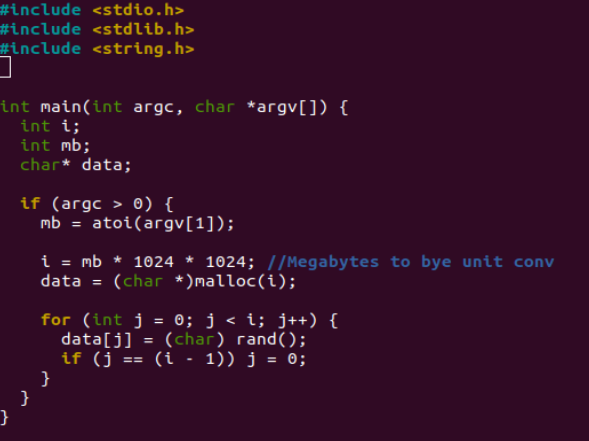 #include <stdio.h>
#include <stdlib.h>
#include <string.h>
int main(int argc, char *argv[]) {
  int i;
  int mb;
  char* data;
  if (argc > 0) {
    mb = atoi(argv[1]);
    i = mb * 1024 * 1024; //Megabytes to bye unit conv
    data = (char *)malloc(i);
    for (int j = 0; j < i; j++) {
      data[j] = (char) rand();
      if (j == (i - 1)) j = 0;
    }
  }
}